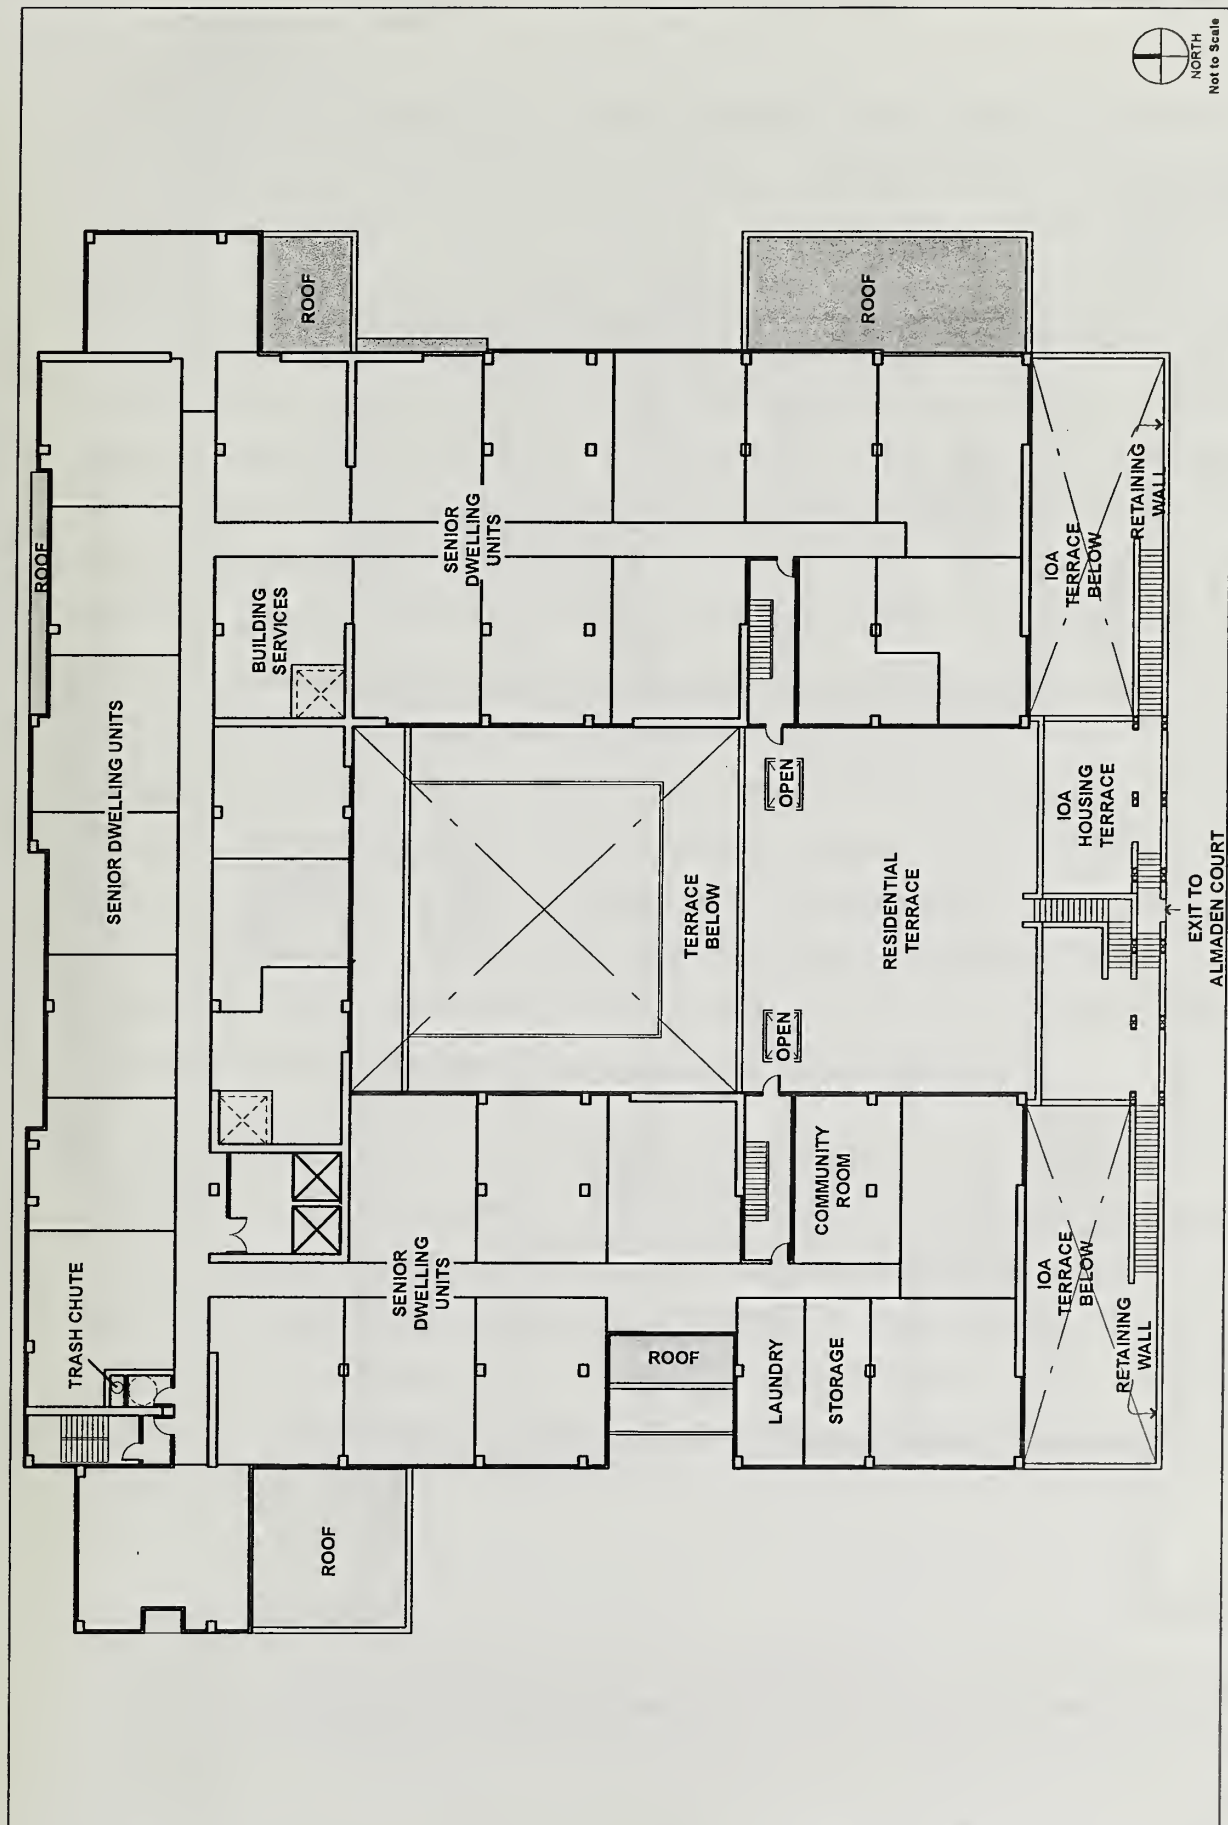 NORTH
Not to Scale
ROOF
ROOF
ROOF
SENIOR DWELLING UNITS
TRASH CHUTE
BUILDING
SERVICES
SENIOR
DWELLING
UNITS
SENIOR
DWELLING
UNITS
ROOF
ROOF
TERRACE
BELOW
OPEN
OPEN
RESIDENTIAL
TERRACE
COMMUNITY
ROOM
LAUNDRY
STORAGE
IOA
TERRACE
BELOW
RETAINING
WALL
IOA
HOUSING
TERRACE
IOA
TERRACE
BELOW
RETAINING
WALL
EXIT TO
ALMADEN COURT